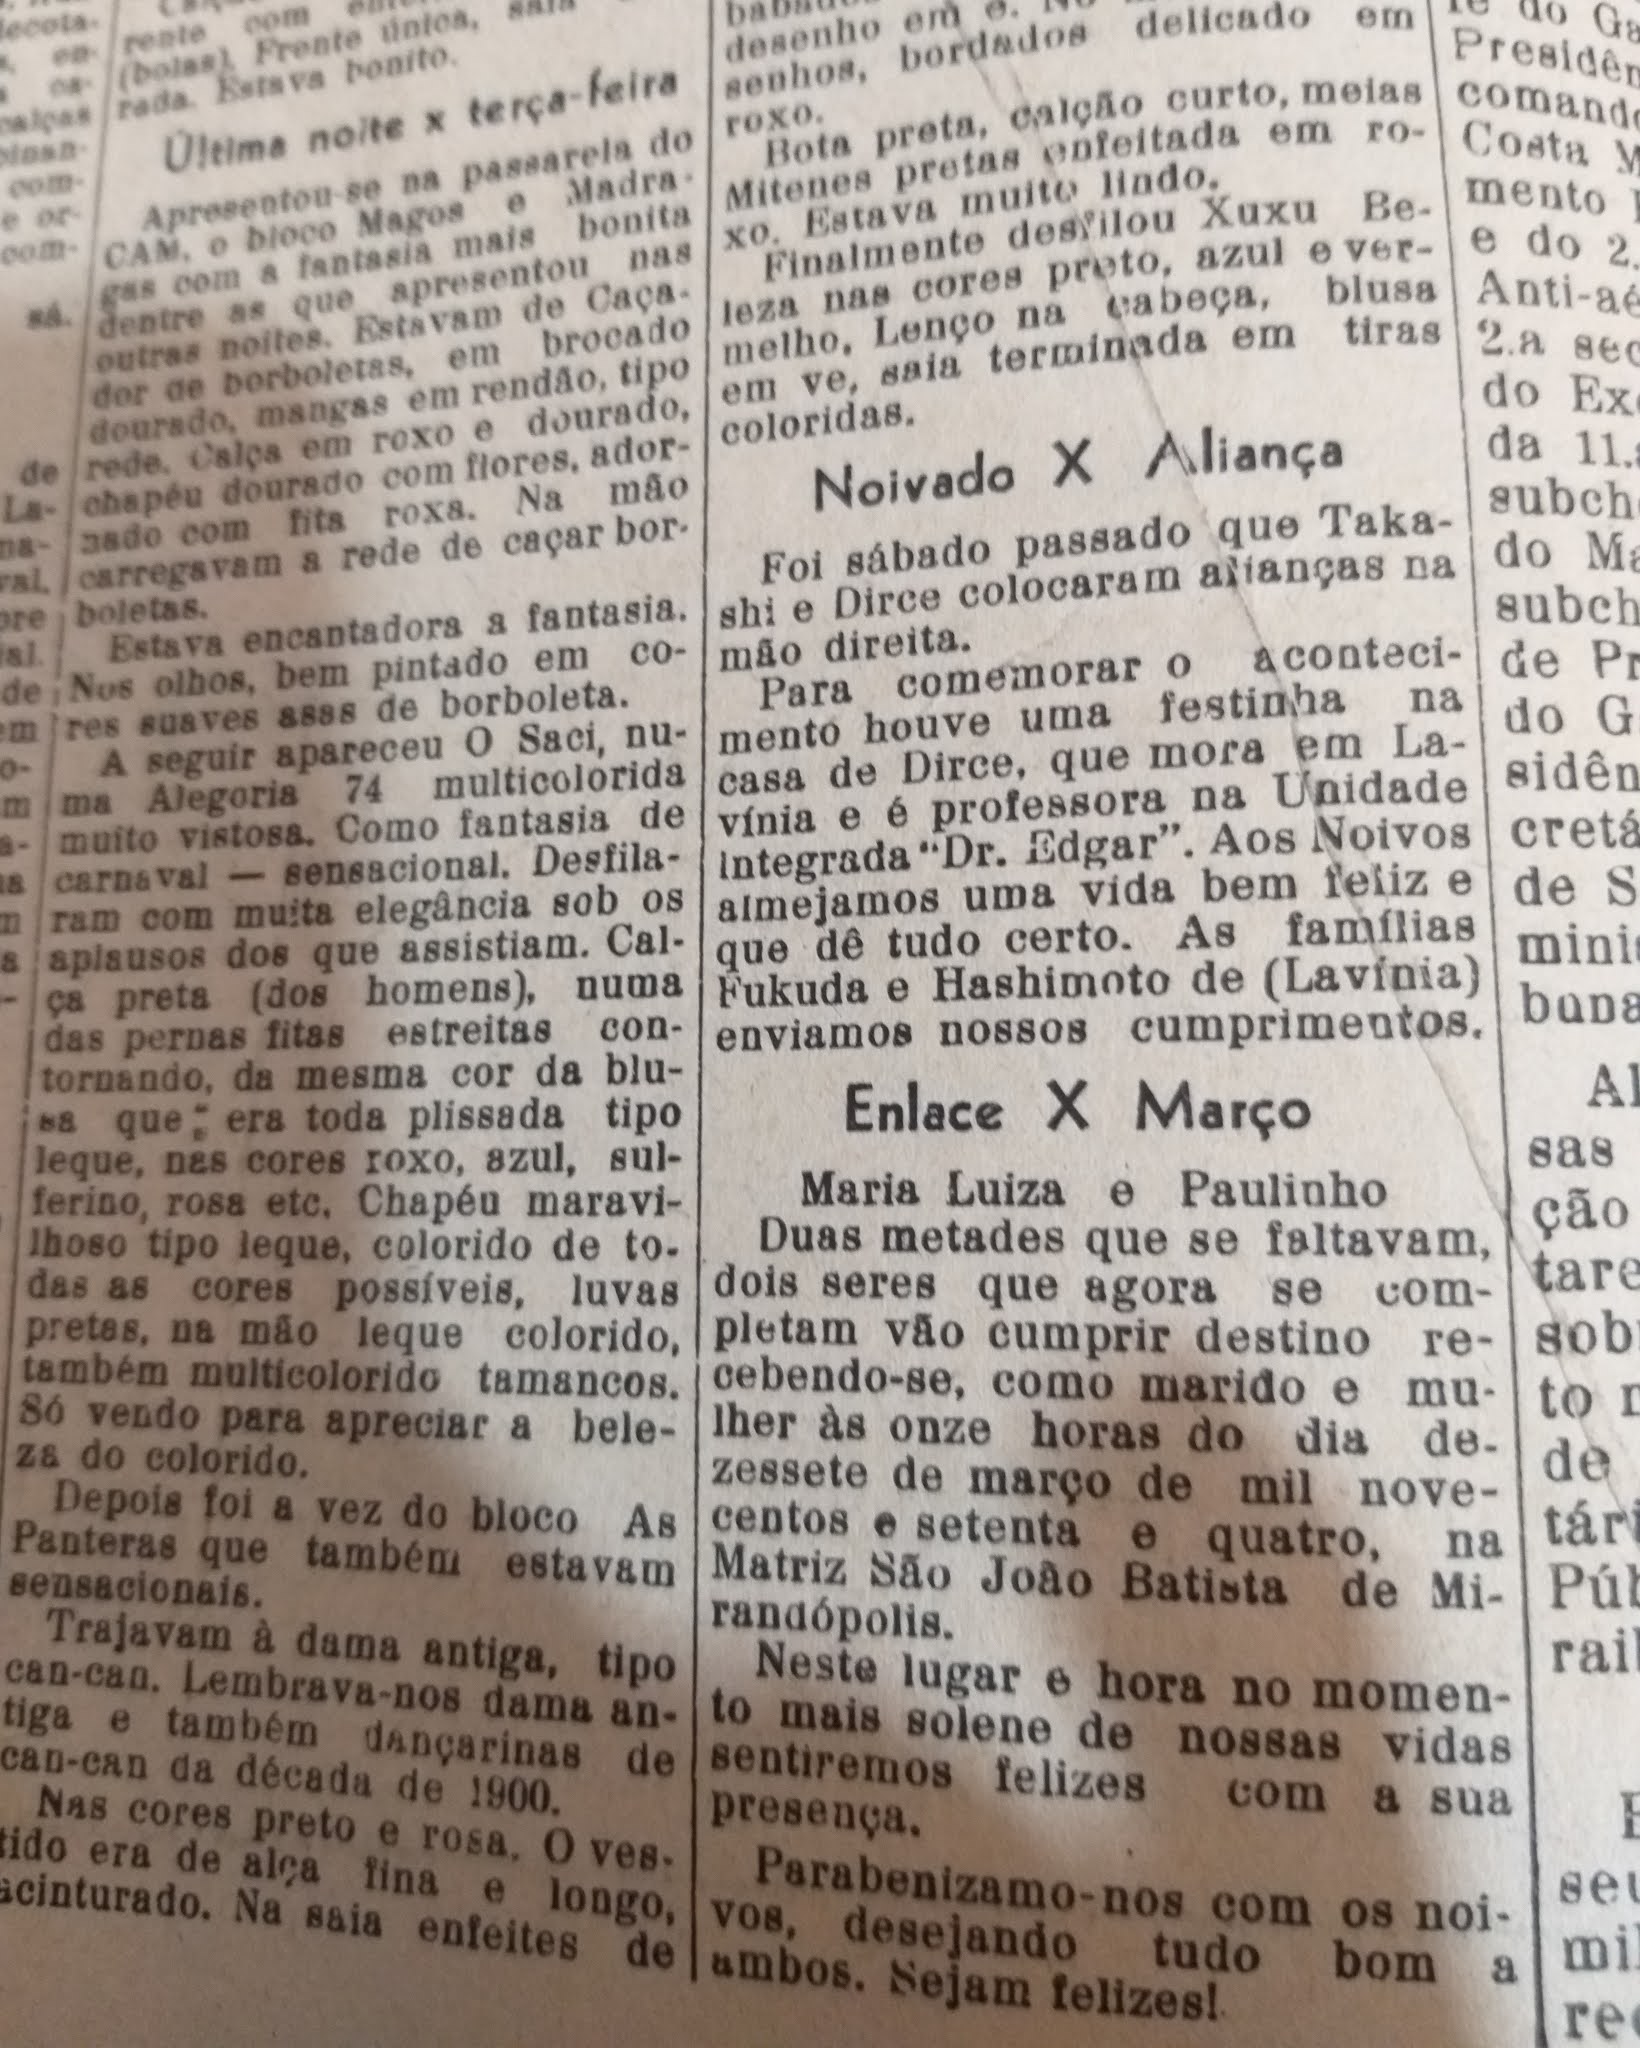 rente com
(bolas). Frente única, saia
rada. Estava bonito.
Última noite x terça-feira
Apresentou-se na passarela do
CAM, o bloco Magos e Madra-
gas com a fantasia mais bonita
dentre as que apresentou nas
outras noites. Estavam de Caça-
dor de borboletas, em brocado
dourado, mangas em rendão, tipo
rede. Calça em roxo e dourado,
chapéu dourado com flores, ador-
nado com fita roxa. Na mão
carregavam a rede de caçar bor-
boletas.
Estava encantadora a fantasia.
Nos olhos, bem pintado em co-
res suaves asas de borboleta.
A seguir apareceu O Saci, nu-
ma Alegoria 74 multicolorida
muito vistosa. Como fantasia de
carnaval — sensacional. Desfila-
ram com muita elegância sob os
aplausos dos que assistiam. Cal-
ça preta (dos homens), numa
das pernas fitas estreitas con-
tornando, da mesma cor da blu-
sa que; era toda plissada tipo
leque, nas cores roxo, azul, sul-
ferino, rosa etc. Chapéu maravi-
lhoso tipo leque, colorido de to-
das as cores possíveis, luvas
pretas, na mão leque colorido,
também multicolorido tamancos.
Só vendo para apreciar a bele-
za do colorido.
Depois foi a vez do bloco As
Panteras que também estavam
sensacionais.
Trajavam à dama antiga, tipo
can-can. Lembrava-nos dama an-
tiga e também dançarinas de
can-can da década de 1900.
Nas cores preto e rosa. O ves-
tido era de alça fina e longo,
acinturado. Na saia enfeites de
desenho em e. No
senhos, bordados delicado em
roxo.
Bota preta, calção curto, meias
Mitenes pretas enfeitada em ro-
xo. Estava muito lindo.
Finalmente desfilou Xuxu Be-
leza nas cores preto, azul e ver-
melho. Lenço na cabeça, blusa
em ve, saia terminada em tiras
coloridas.
Noivado X Aliança
Foi sábado passado que Taka-
shi e Dirce colocaram alianças na
mão direita.
Para comemorar o aconteci-
mento houve uma festinha na
casa de Dirce, que mora em La-
vínia e é professora na Unidade
Integrada "Dr. Edgar". Aos Noivos
almejamos uma vida bem feliz e
que dê tudo certo. As famílias
Fukuda e Hashimoto de (Lavínia)
enviamos nossos cumprimentos.
Enlace X Março
Maria Luiza e Paulinho
Duas metades que se faltavam,
dois seres que agora se com-
pletam vão cumprir destino re-
cebendo-se, como marido e mu-
lher às onze horas do dia de-
zessete de março de mil nove-
centos e setenta e quatro, na
Matriz São João Batista de Mi-
randópolis.
Neste lugar e hora no momen-
to mais solene de nossas vidas
sentiremos felizes com a sua
presença.
Parabenizamo-nos com os noi-
vos, desejando tudo bom a
ambos. Sejam felizes!
do Ga
Presidên
comando
Costa M
mento
e do 2.
Anti-aé
2.a sec
do Exé
da 11.a
subch
do Ma
subch
de Pr
do G
sidên
cretá
de S
minis
buna
Al
sas
ção
tare
sob
to
de
tári
Púb
rail
seu
mil